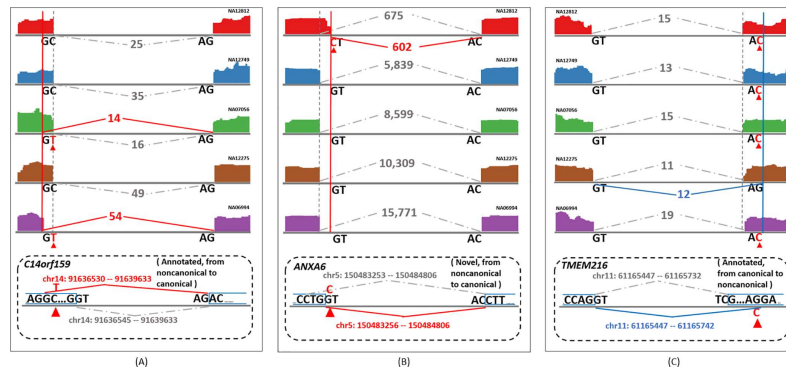 NA12812
25
GC AG
NA12749
35
GC AG
NA07056
14
16
GT AG
NA12275
49
GC AG
NA06994
54
GT AG
C14orf159
( Annotated, from
noncanonical to
canonical )
chr14: 91636530 -- 91639633
T
AGGC...GGT AGAC
chr14: 91636545 -- 91639633
(A)
NA12812
675
CT AC
602
NA12749
5,839
GT AC
NA07056
8,599
GT AC
NA12275
10,309
GT AC
NA06994
15,771
GT AC
ANXA6
( Novel, from
noncanonical
to canonical )
chr5: 150483253 -- 150484806
C
CCTGGT ACCTT
chr5: 150483256 -- 150484806
(B)
NA12812
15
GT AC
NA12749
13
GT AC
NA07056
15
GT AC
NA12275
11
GT AG
12
NA06994
19
GT AC
TMEM216
(Annotated,
from canonical
to canonical )
chr11: 61165447 -- 61165732
CCAGGT TCG...AGGA
chr11: 61165447 -- 61165742
C
(C)